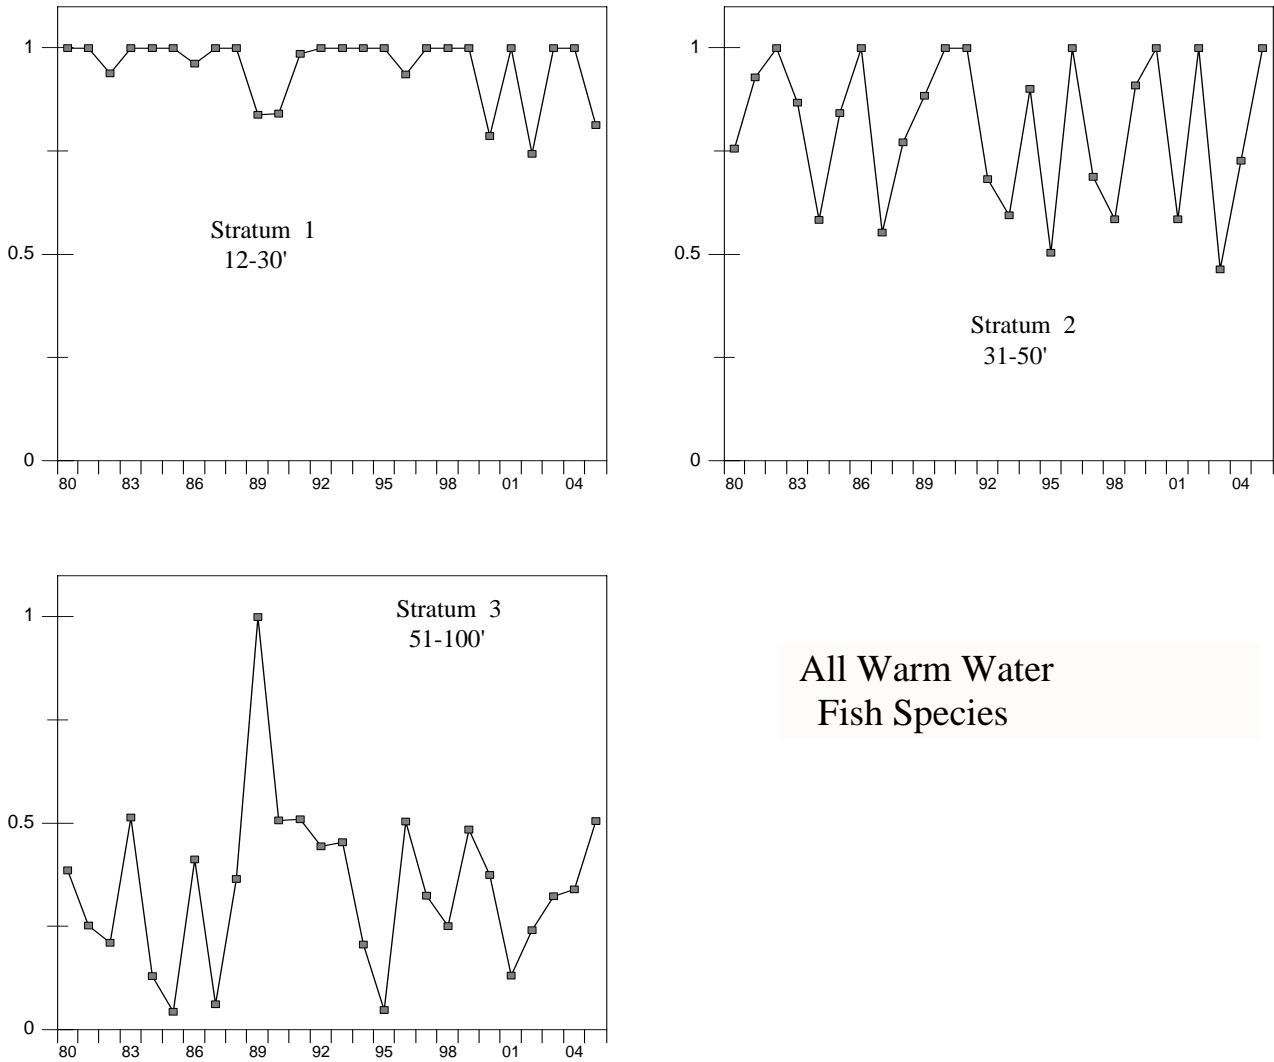 1
0.5
0
Stratum 1
12-30'
80 83 86 89 92 95 98 01 04
1
0.5
0
Stratum 2
31-50'
80 83 86 89 92 95 98 01 04
1
0.5
0
Stratum 3
51-100'
80 83 86 89 92 95 98 01 04
All Warm Water
Fish Species